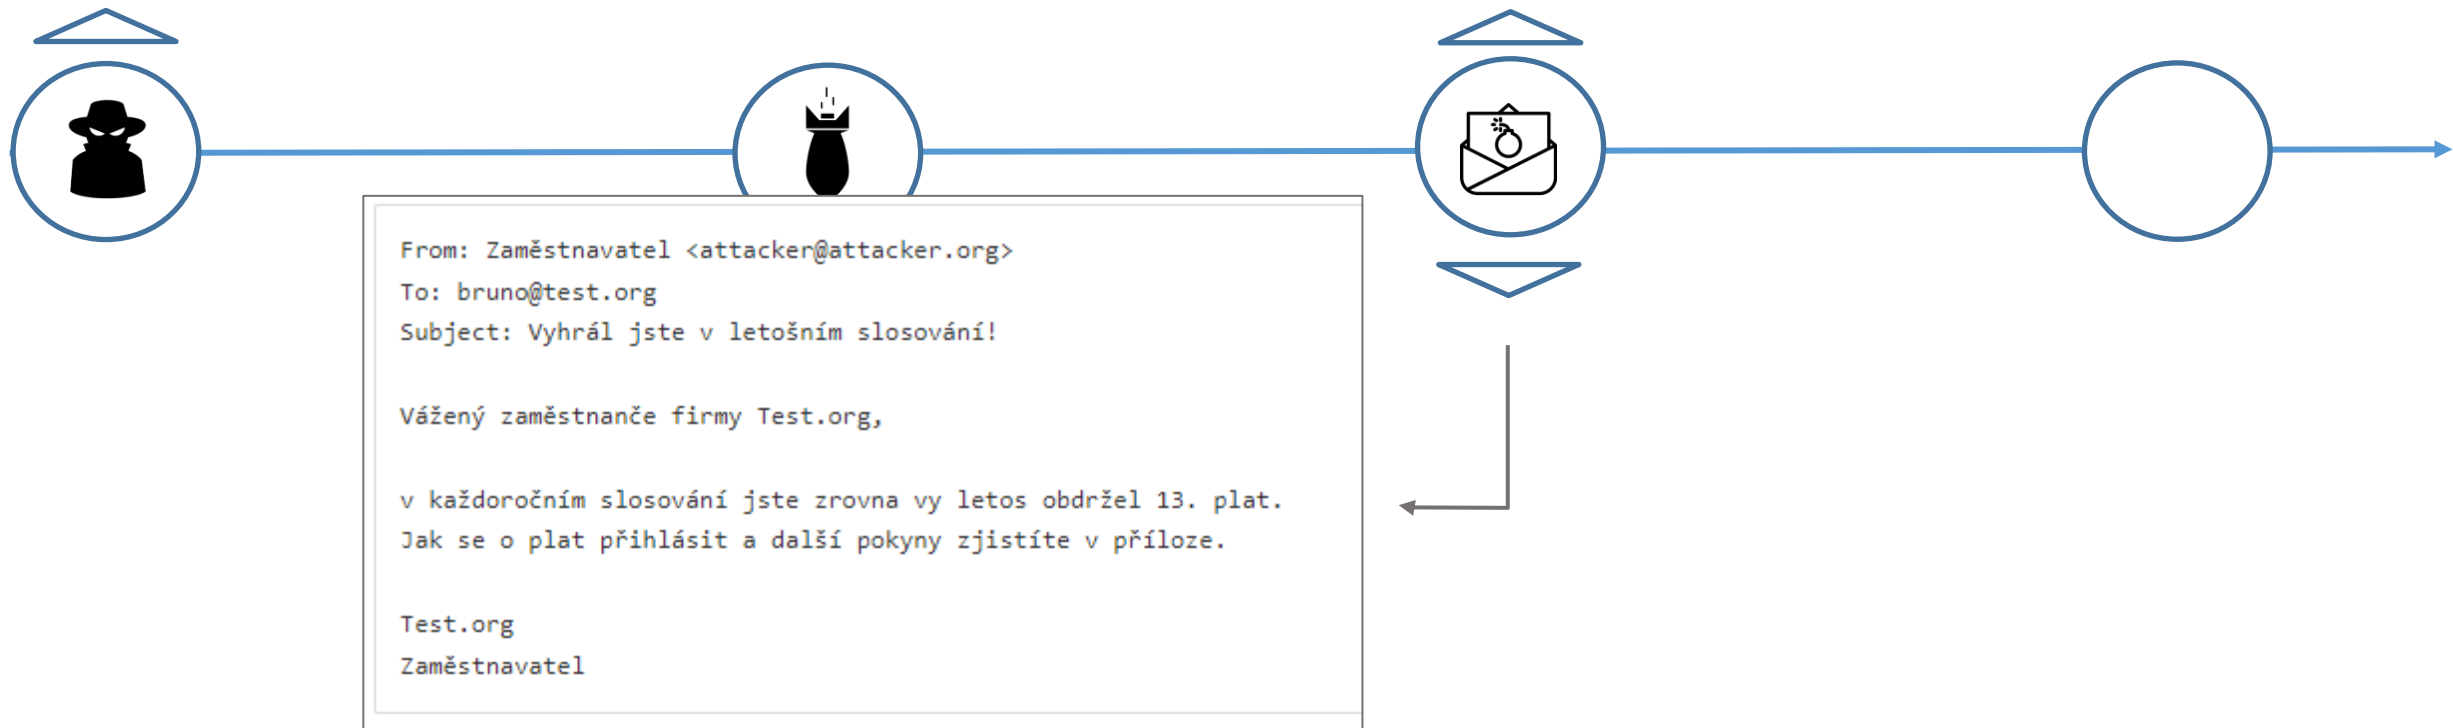 From: Zaměstnavatel <attacker@attacker.org>
To: bruno@test.org
Subject: Vyhrál jste v letošním slosování!
Vážený zaměstnanče firmy Test.org,
v každoročním slosování jste zrovna vy letos obdržel 13. plat.
Jak se o plat přihlásit a další pokyny zjistíte v příloze.
Test.org
Zaměstnavatel